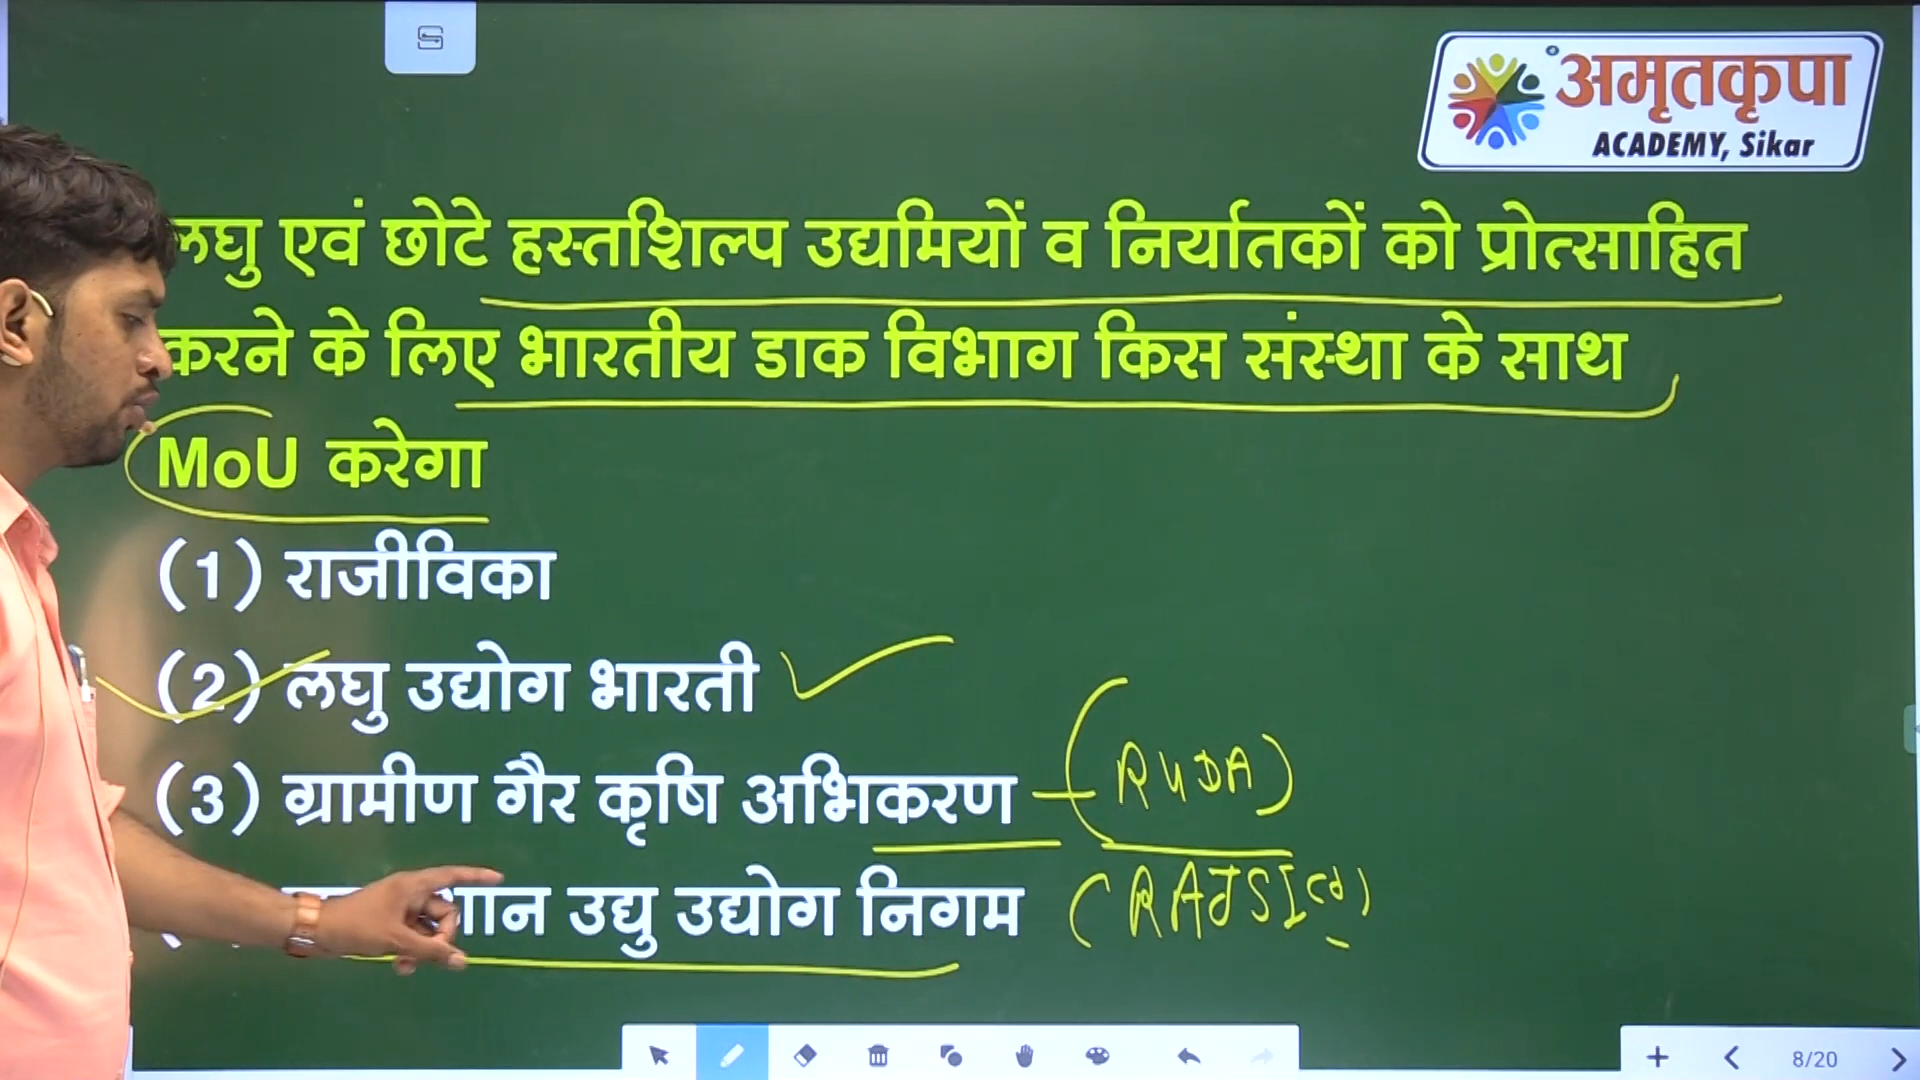 अमृतकृपा
ACADEMY, Sikar
लघु एवं छोटे हस्तशिल्प उद्यमियों व निर्यातकों को प्रोत्साहित
करने के लिए भारतीय डाक विभाग किस संस्था के साथ
MoU करेगा
(1) राजीविका
(2) लघु उद्योग भारती
(3) ग्रामीण गैर कृषि अभिकरण (RUDA)
उद्यु उद्योग निगम (RAJSICO)
8/20